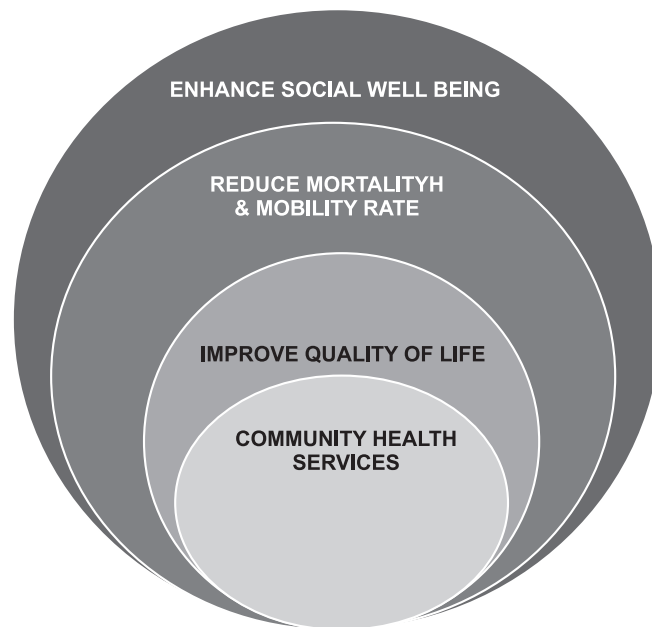 ENHANCE SOCIAL WELL BEING
REDUCE MORTALITYH
& MOBILITY RATE
IMPROVE QUALITY OF LIFE
COMMUNITY HEALTH
SERVICES